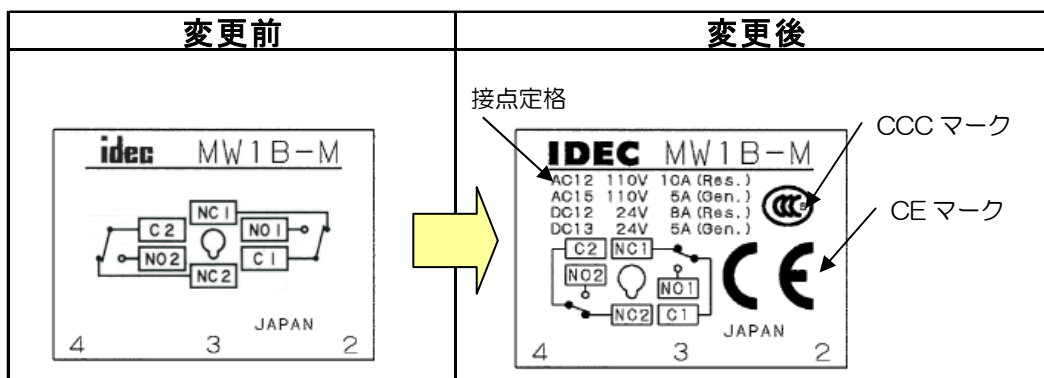 変更前
変更後
idec MW1B-M
NC1
C2 NO1
NO2 C1
NC2
JAPAN
4 3 2
接点定格
CCC マーク
CE マーク
IDEC MW1B-M
AC12 110V 10A (Res.)
AC15 110V 5A (Gen.)
DC12 24V 8A (Res.)
DC13 24V 5A (Gen.)
CCC S
CE
C2 NC1
NO2
NO1
NC2 C1
JAPAN
4 3 2